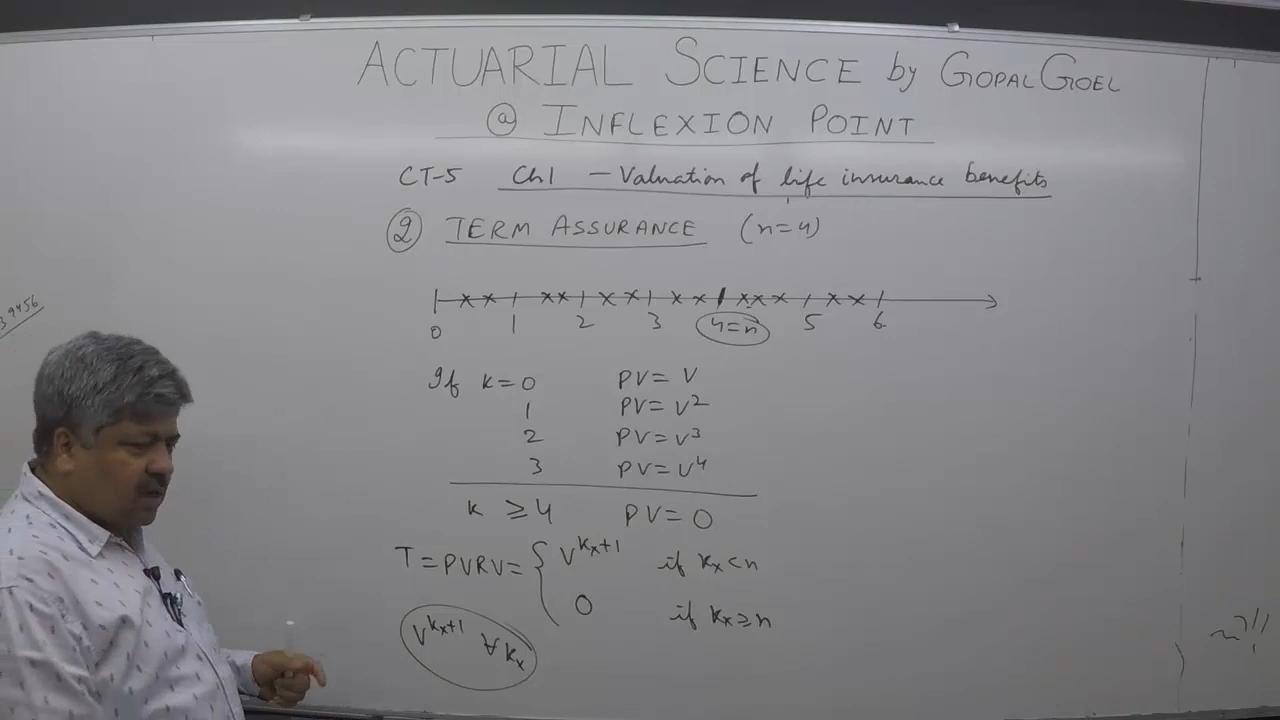 ACTUARIAL SCIENCE by GOPAL GOEL
@ INFLEXION POINT
CT-5 Ch1 – Valuation of life insurance benefits
② TERM ASSURANCE (n=4)
0 1 2 3 4=n 5 6
If k=0 PV= V
1 PV= V²
2 PV= V³
3 PV= V⁴
k ≥ 4 PV= 0
T = PVRV = { V^(kx+1) if kx<n
0 if kx≥n
V^(kx+1) ∀ kx
9456